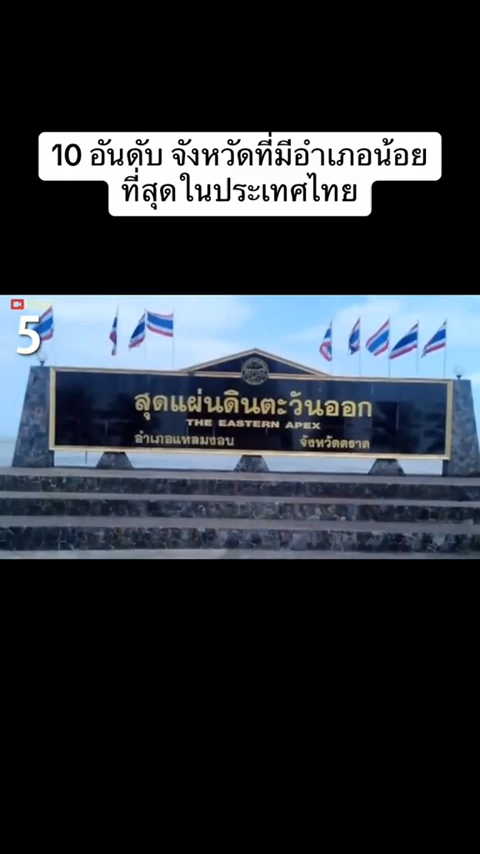 10 อันดับ จังหวัดที่มีอำเภอน้อย
ที่สุดในประเทศไทย
5
สุดแผ่นดินตะวันออก
THE EASTERN APEX
อำเภอแหลมงอบ จังหวัดตราด